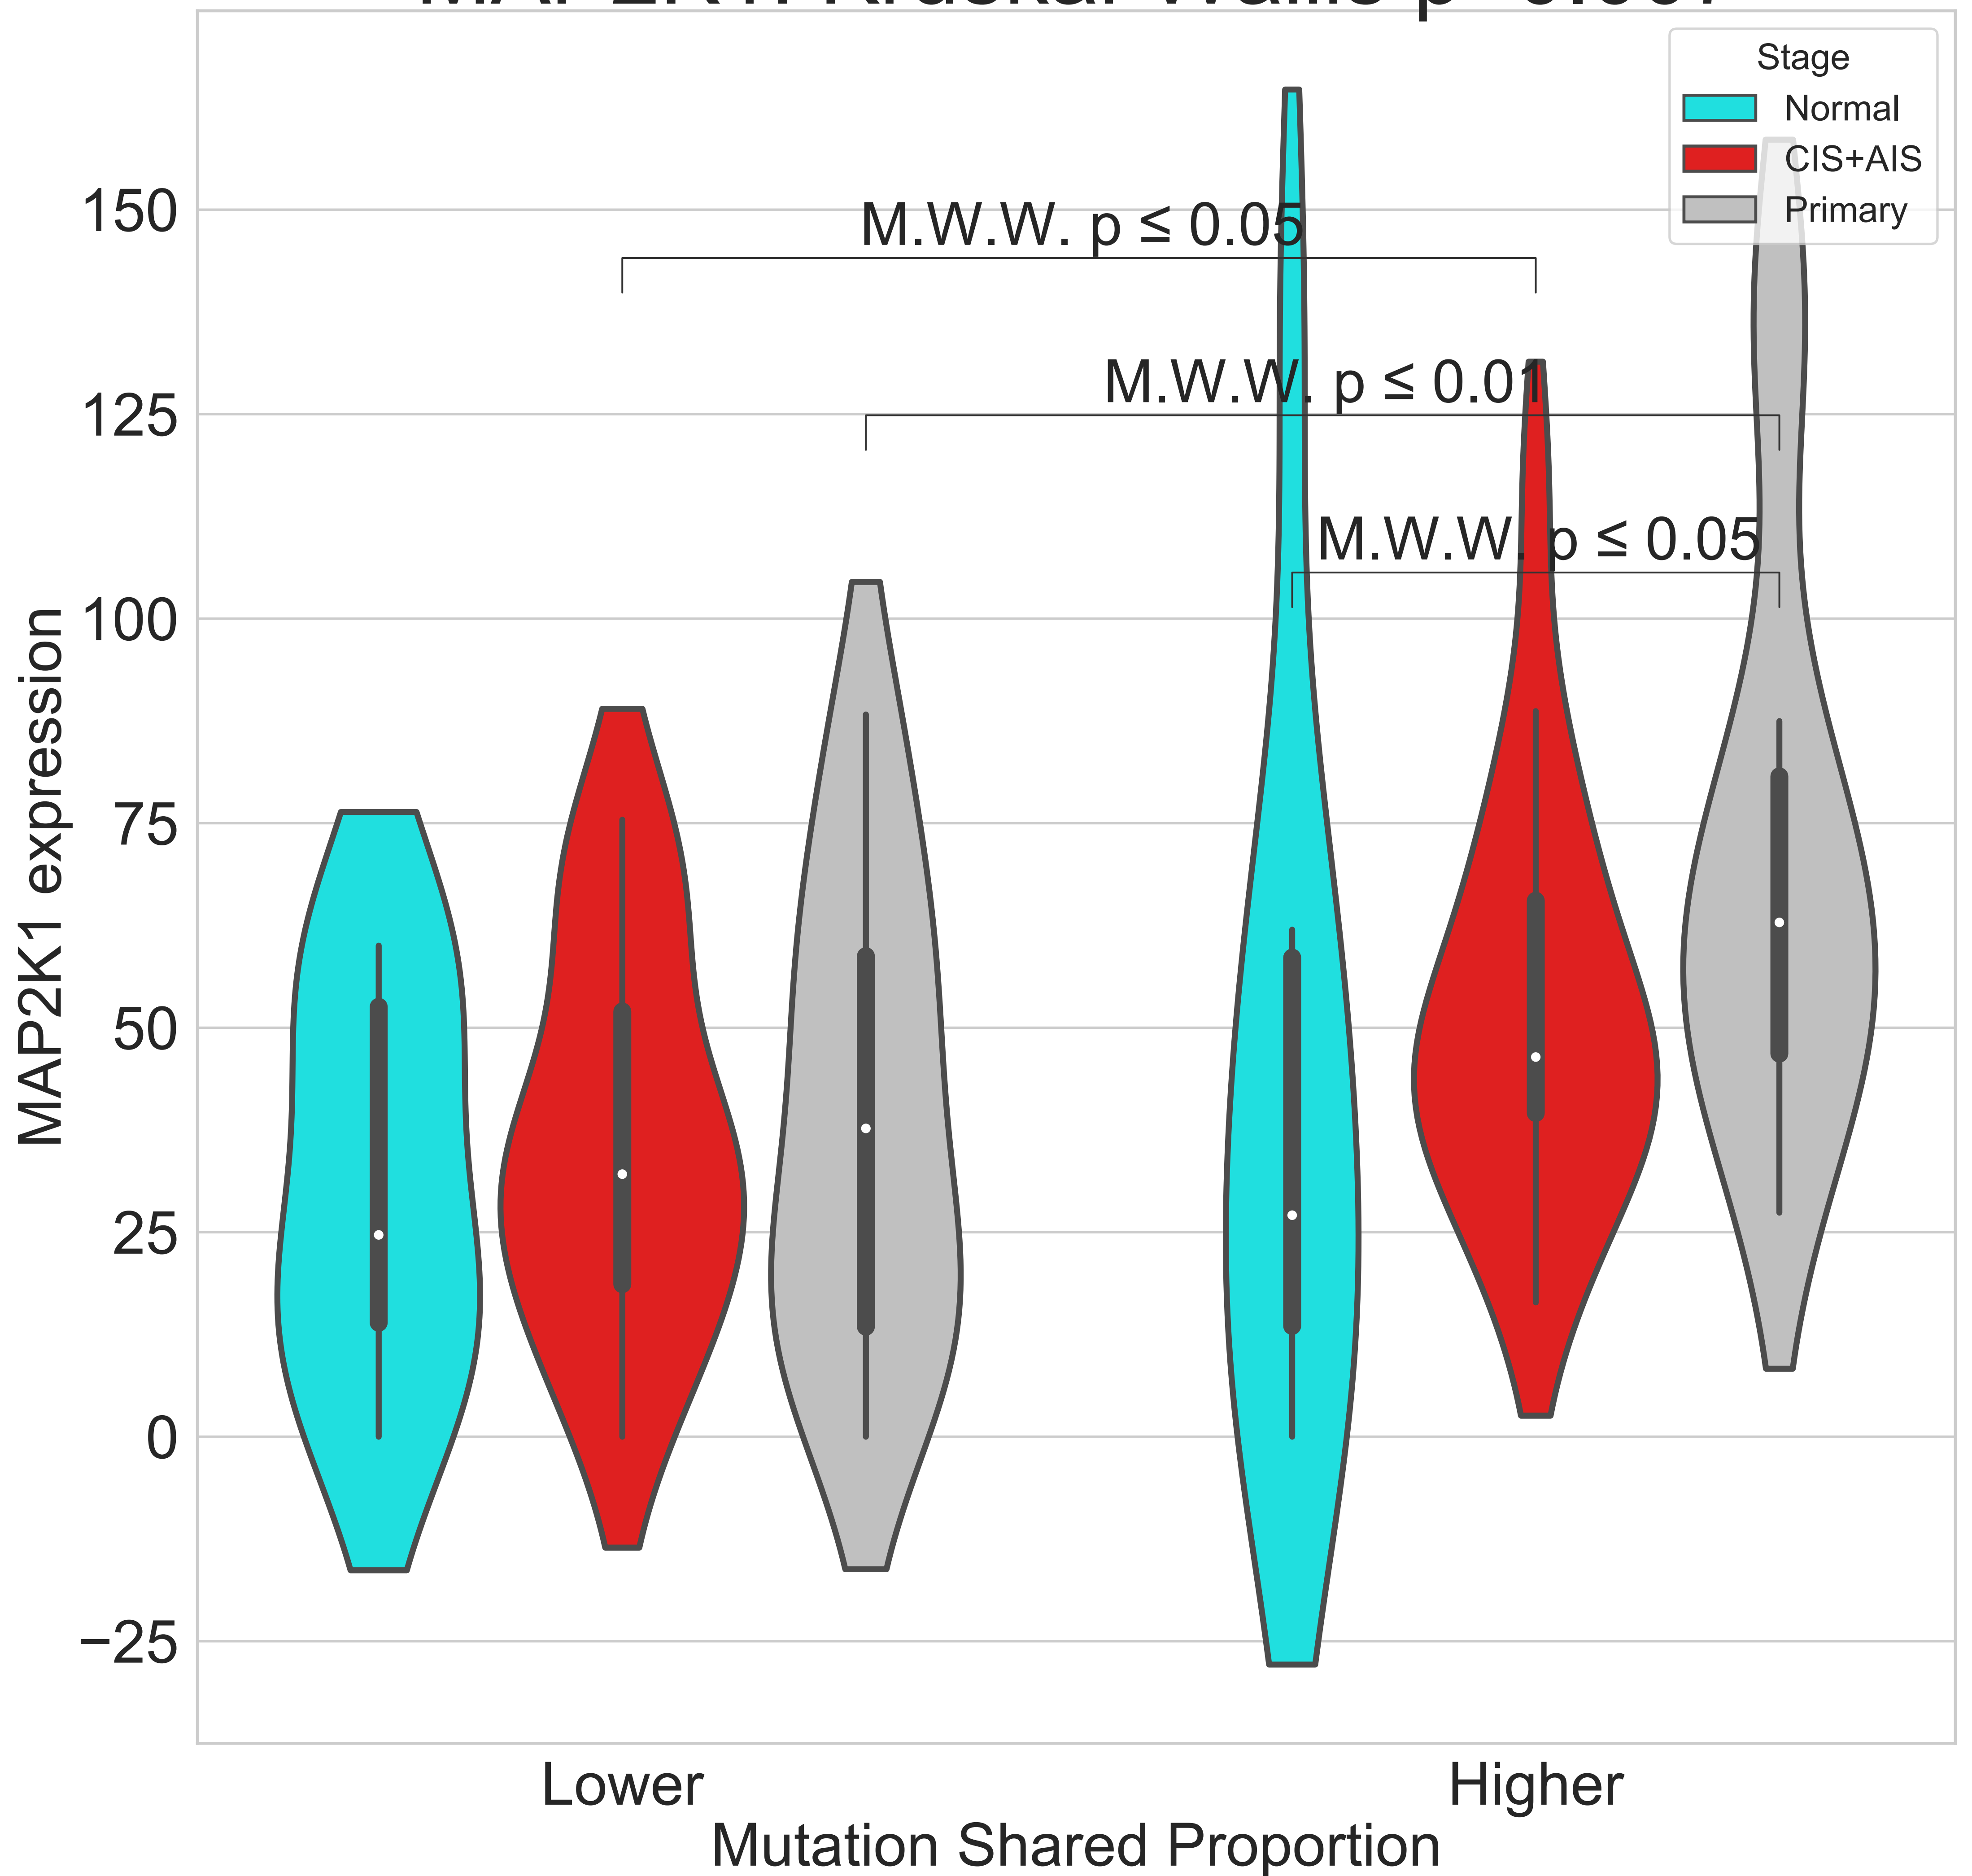 Stage
Normal
CIS+AIS
Primary
150
M.W.W. p ≤ 0.05
M.W.W. p ≤ 0.01
125
M.W.W. p ≤ 0.05
100
75
50
25
0
−25
MAP2K1 expression
Lower
Higher
Mutation Shared Proportion